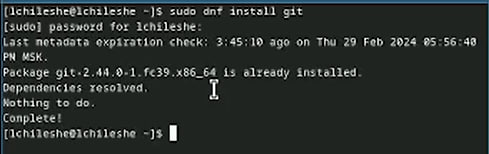 [lchileshe@lchileshe ~]$ sudo dnf install git
[sudo] password for lchileshe:
Last metadata expiration check: 3:45:10 ago on Thu 29 Feb 2024 05:56:40
PM MSK.
Package git-2.44.0-1.fc39.x86_64 is already installed.
Dependencies resolved.
Nothing to do.
Complete!
[lchileshe@lchileshe ~]$